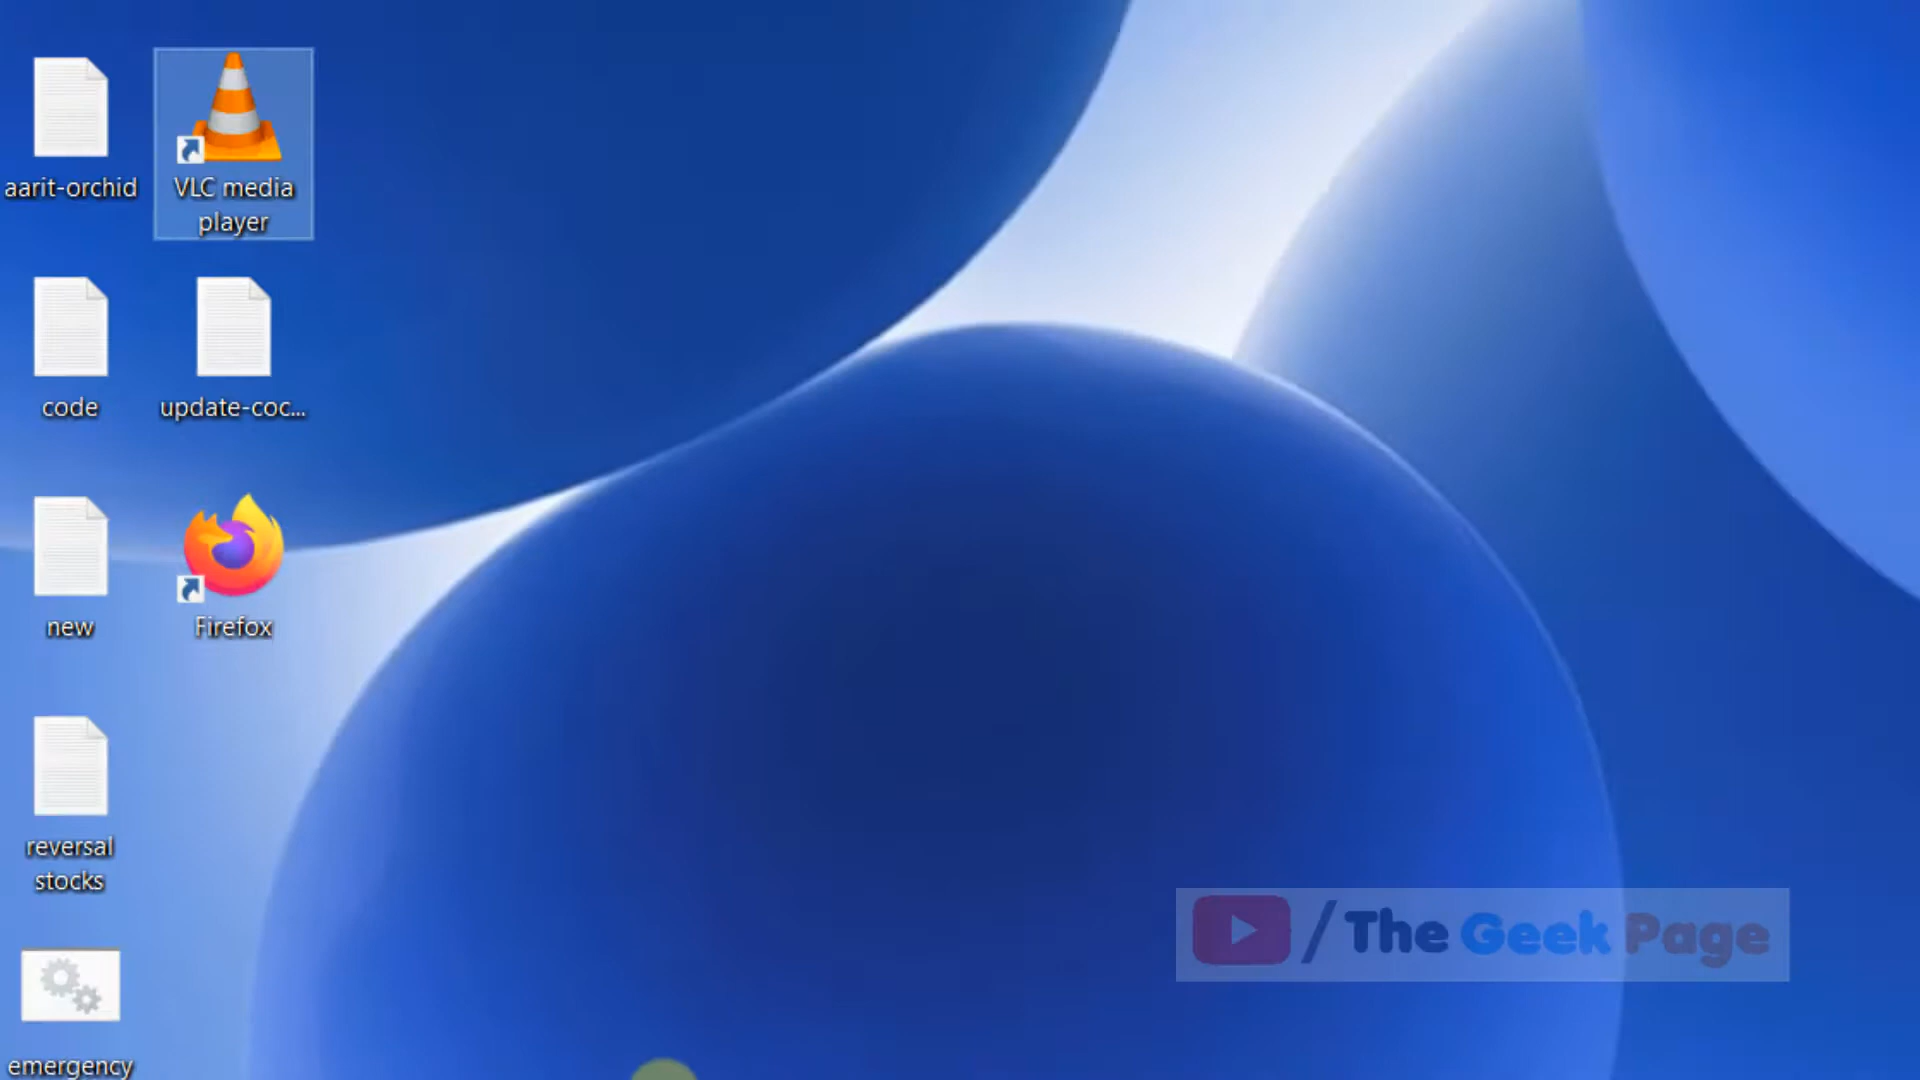 aarit-orchid
VLC media
player
code
update-coc...
new
Firefox
reversal
stocks
emergency
/The Geek Page